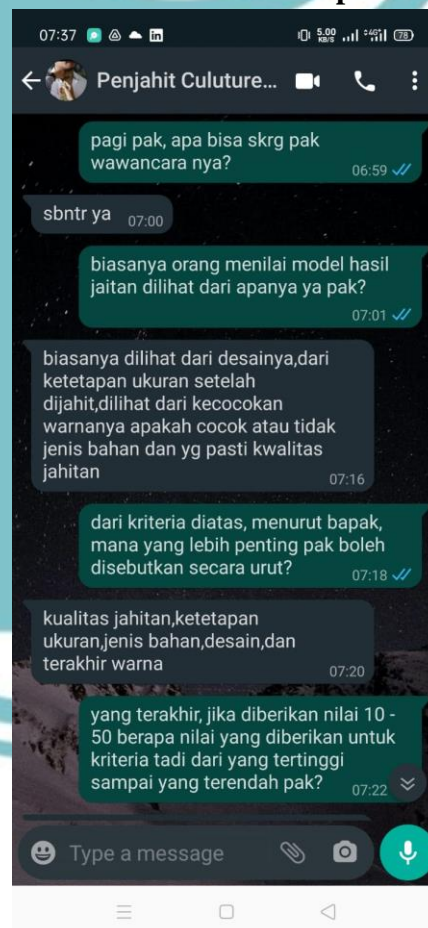 07:37
5.00 KB/S
4G
78
Penjahit Culuture...
pagi pak, apa bisa skrg pak
wawancara nya?
06:59
sbntr ya 07:00
biasanya orang menilai model hasil
jaitan dilihat dari apanya ya pak?
07:01
biasanya dilihat dari desainya,dari
ketetapan ukuran setelah
dijahit,dilihat dari kecocokan
warnanya apakah cocok atau tidak
jenis bahan dan yg pasti kwalitas
jahitan
07:16
dari kriteria diatas, menurut bapak,
mana yang lebih penting pak boleh
disebutkan secara urut?
07:18
kualitas jahitan,ketetapan
ukuran,jenis bahan,desain,dan
terakhir warna
07:20
yang terakhir, jika diberikan nilai 10 -
50 berapa nilai yang diberikan untuk
kriteria tadi dari yang tertinggi
sampai yang terendah pak?
07:22
Type a message